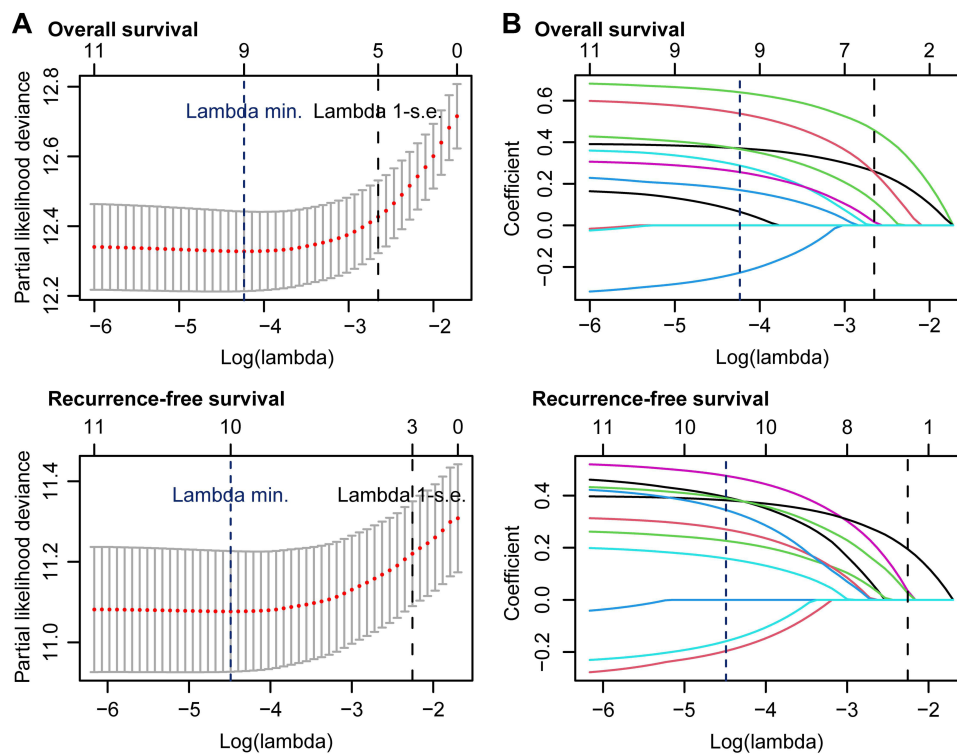 A Overall survival
11 9 5 0
Partial likelihood deviance
12.8
12.6
12.4
12.2
Lambda min. Lambda 1-s.e.
−6 −5 −4 −3 −2
Log(lambda)
B Overall survival
11 9 9 7 2
Coefficient
0.6
0.4
0.2
0.0
−0.2
−6 −5 −4 −3 −2
Log(lambda)
Recurrence-free survival
11 10 3 0
Partial likelihood deviance
11.4
11.2
11.0
Lambda min. Lambda 1-s.e.
−6 −5 −4 −3 −2
Log(lambda)
Recurrence-free survival
11 10 10 8 1
Coefficient
0.4
0.2
0.0
−0.2
−6 −5 −4 −3 −2
Log(lambda)